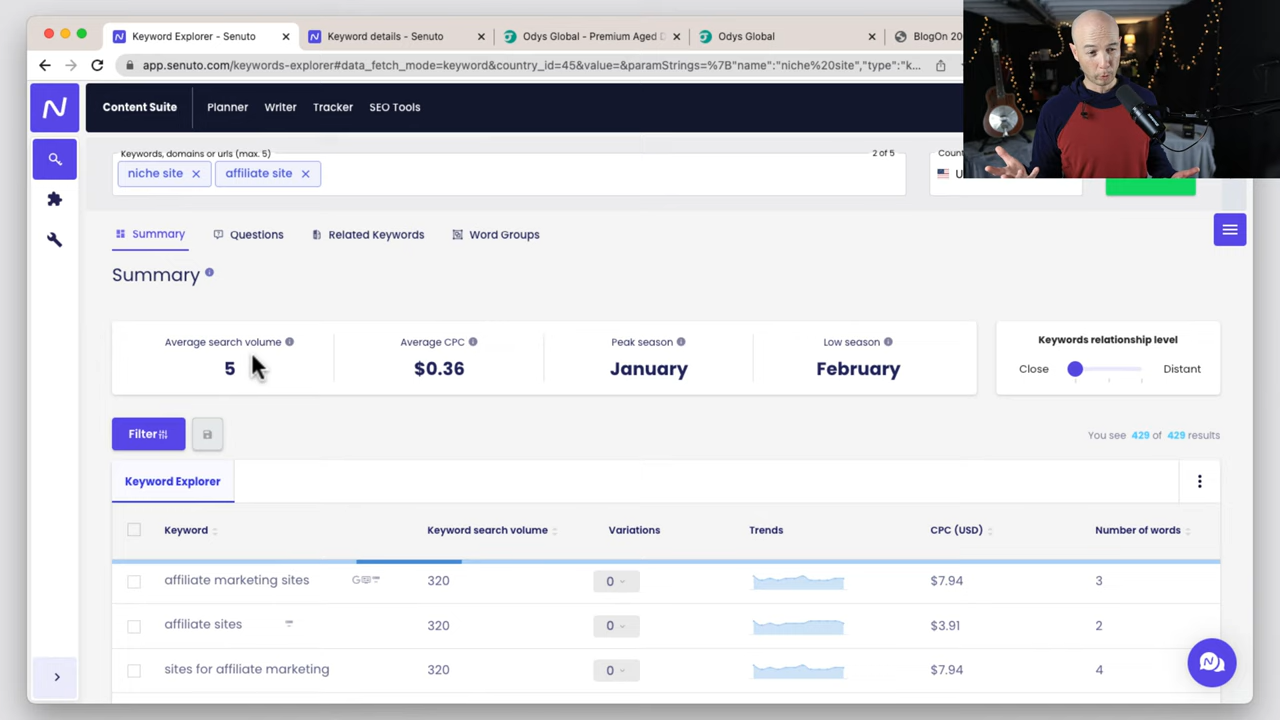 Keyword Explorer - Senuto
Keyword details - Senuto
Odys Global - Premium Aged D
Odys Global
BlogOn 20
app.senuto.com/keywords-explorer#data_fetch_mode=keyword&country_id=45&value=&paramStrings=%7B"name":"niche%20site","type":"k...
Content Suite
Planner
Writer
Tracker
SEO Tools
Keywords, domains or urls (max. 5)
2 of 5
Coun
niche site
affiliate site
U
Summary
Questions
Related Keywords
Word Groups
Summary
Average search volume
5
Average CPC
$0.36
Peak season
January
Low season
February
Keywords relationship level
Close
Distant
Filter
You see 429 of 429 results
Keyword Explorer
Keyword
Keyword search volume
Variations
Trends
CPC (USD)
Number of words
affiliate marketing sites
320
0
$7.94
3
affiliate sites
320
0
$3.91
2
sites for affiliate marketing
320
0
$7.94
4